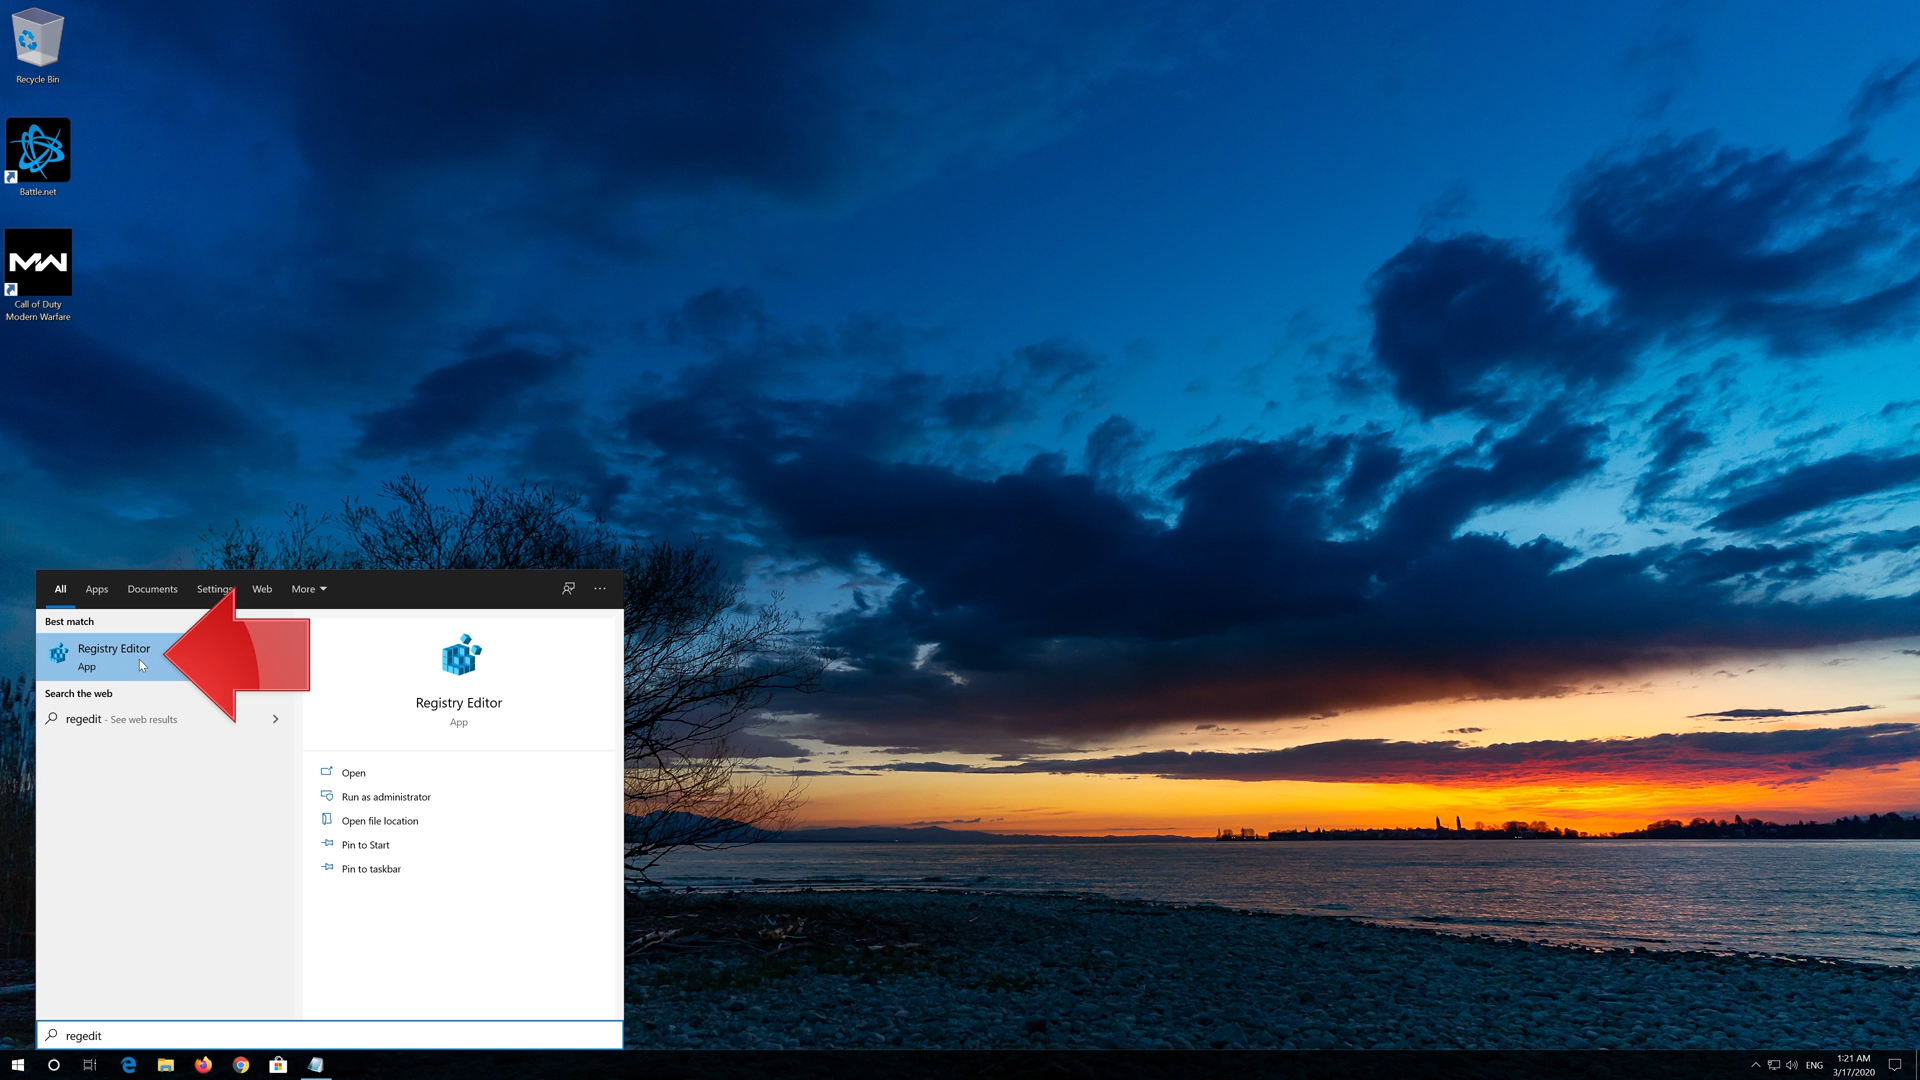 Recycle Bin
Battle.net
MW
Call of Duty
Modern Warfare
All Apps Documents Settings Web More
Best match
Registry Editor
App
Search the web
regedit - See web results
Registry Editor
App
Open
Run as administrator
Open file location
Pin to Start
Pin to taskbar
regedit
ENG
1:21 AM
3/17/2020